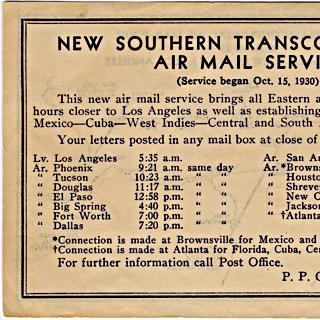 NEW SOUTHERN TRANSCO
AIR MAIL SERVI
(Service began Oct. 15, 1930)
This new air mail service brings all Eastern a
hours closer to Los Angeles as well as establishing
Mexico—Cuba—West Indies—Central and South
Your letters posted in any mail box at close of
Lv. Los Angeles 5:35 a.m. Ar. San An
Ar. Phoenix 9:21 a.m. same day Ar. *Browns
" Tucson 10:23 a.m. " " " Houst
" Douglas 11:17 a.m. " " " Shreve
" El Paso 12:58 p.m. " " " New O
" Big Spring 4:40 p.m. " " " Jackson
" Fort Worth 7:00 p.m. " " " †Atlanta
" Dallas 7:20 p.m. " "
*Connection is made at Brownsville for Mexico and
†Connection is made at Atlanta for Florida, Cuba, Cen
For further information call Post Office.
P. P. O